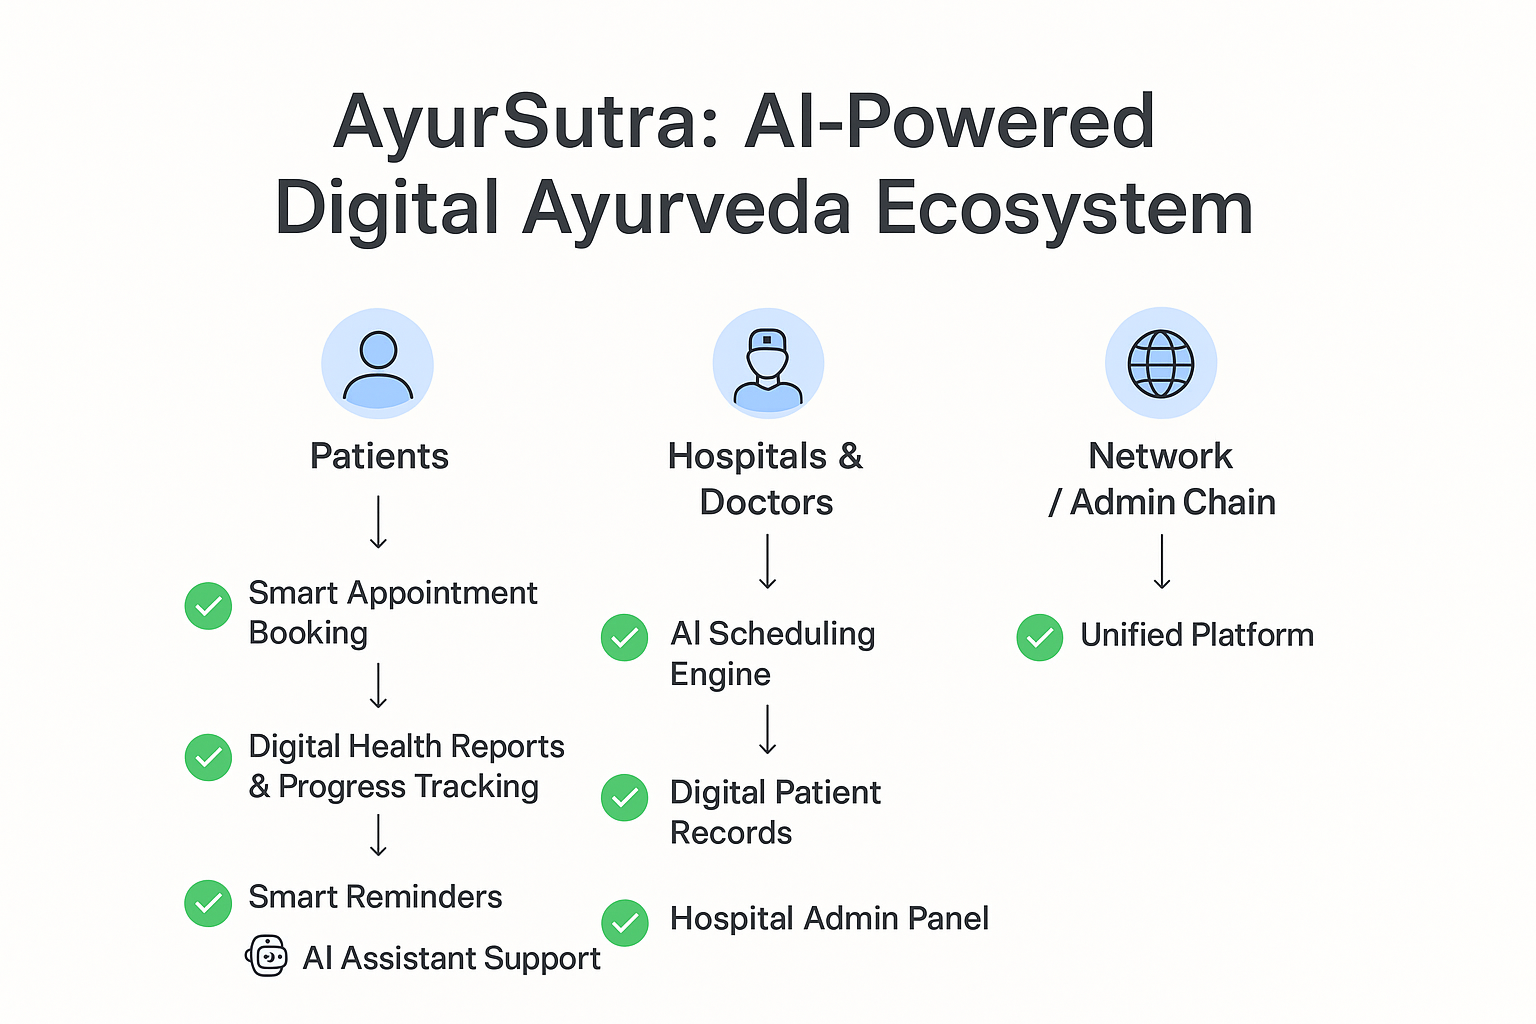 AyurSutra: AI-Powered
Digital Ayurveda Ecosystem
Patients
Smart Appointment
Booking
Digital Health Reports
& Progress Tracking
Smart Reminders
AI Assistant Support
Hospitals &
Doctors
AI Scheduling
Engine
Digital Patient
Records
Hospital Admin Panel
Network
/ Admin Chain
Unified Platform